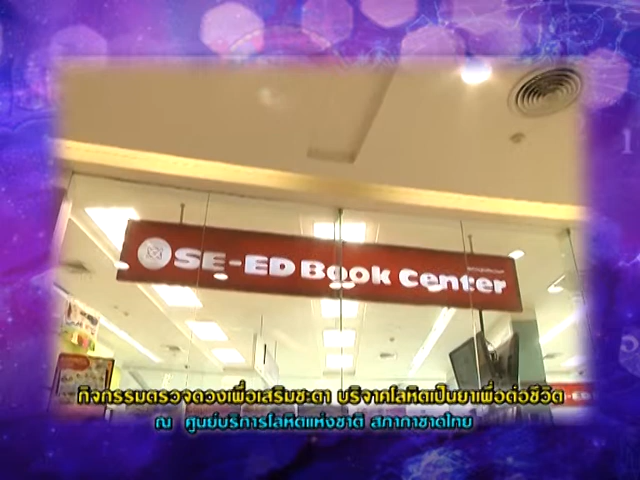 SE-ED Book Center
กิจกรรมตรวจดวงเพื่อเสริมชะตา บริจาคโลหิตเป็นยาเพื่อต่อชีวิต
ณ ศูนย์บริการโลหิตแห่งชาติ สภากาชาดไทย